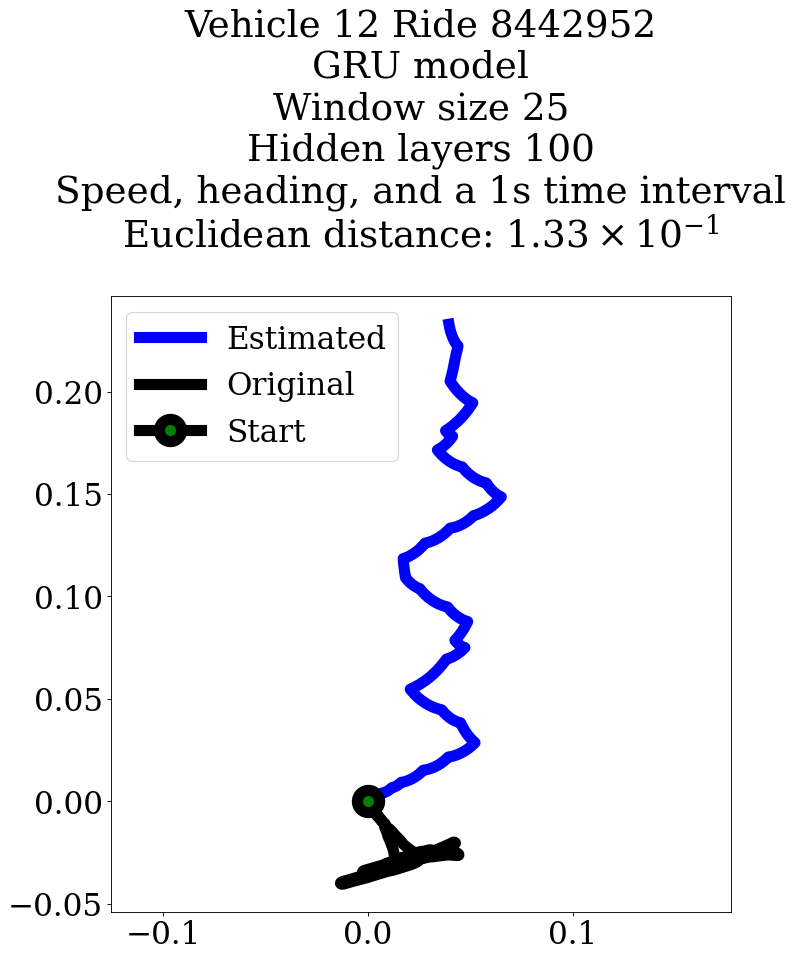 Vehicle 12 Ride 8442952
GRU model
Window size 25
Hidden layers 100
Speed, heading, and a 1s time interval
Euclidean distance: 1.33 × 10⁻¹
Estimated
Original
Start
0.20
0.15
0.10
0.05
0.00
−0.05
−0.1 0.0 0.1